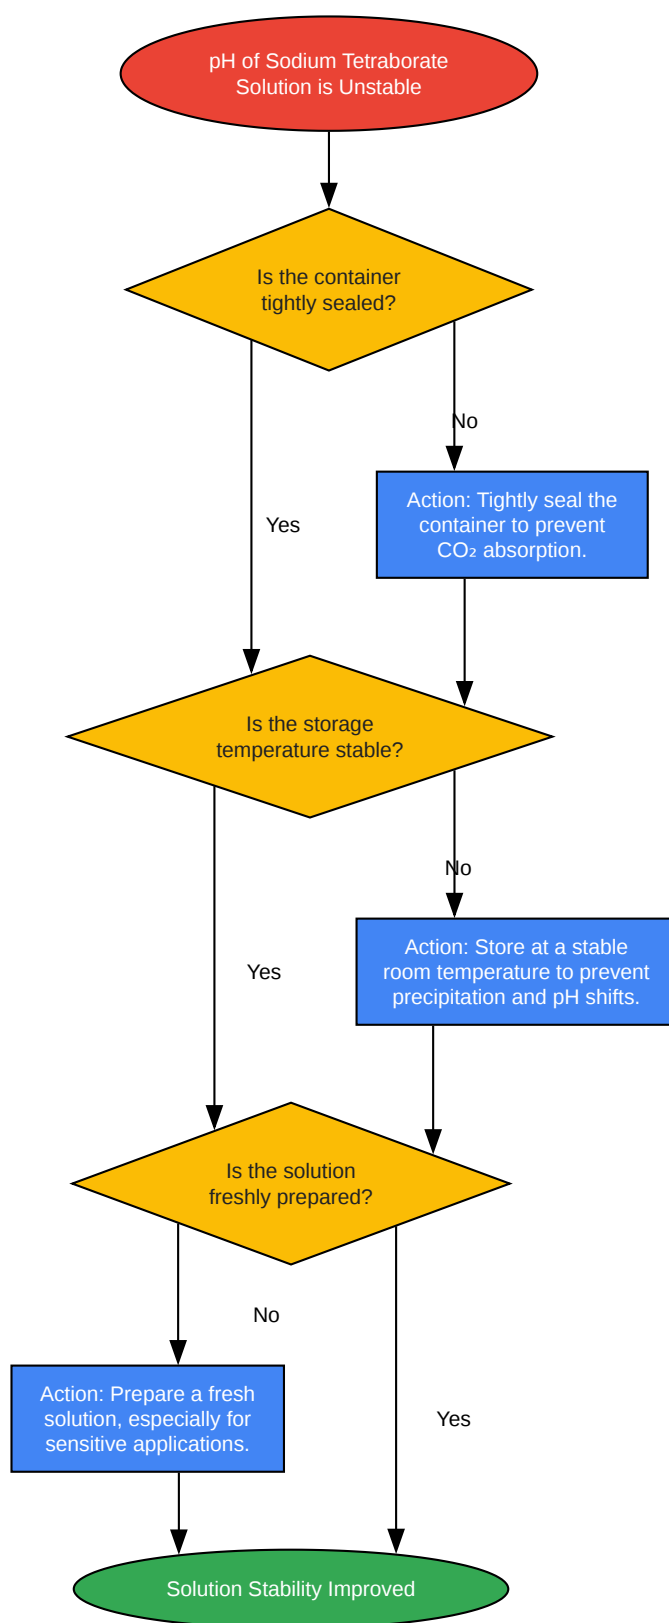 pH of Sodium Tetraborate
Solution is Unstable
Is the container
tightly sealed?
No
Action: Tightly seal the
container to prevent
CO₂ absorption.
Yes
Is the storage
temperature stable?
No
Action: Store at a stable
room temperature to prevent
precipitation and pH shifts.
Yes
Is the solution
freshly prepared?
No
Action: Prepare a fresh
solution, especially for
sensitive applications.
Yes
Solution Stability Improved